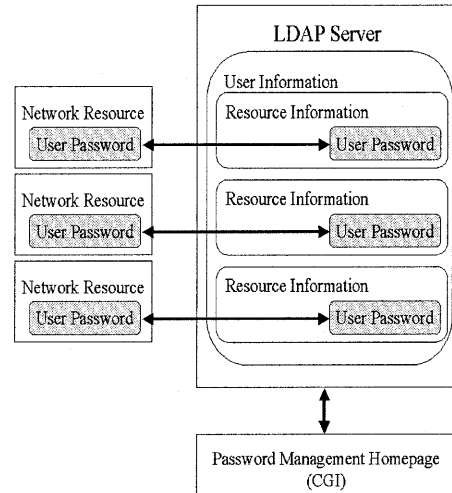 LDAP Server
User Information
Network Resource
User Password
Resource Information
User Password
Network Resource
User Password
Resource Information
User Password
Network Resource
User Password
Resource Information
User Password
Password Management Homepage
(CGI)